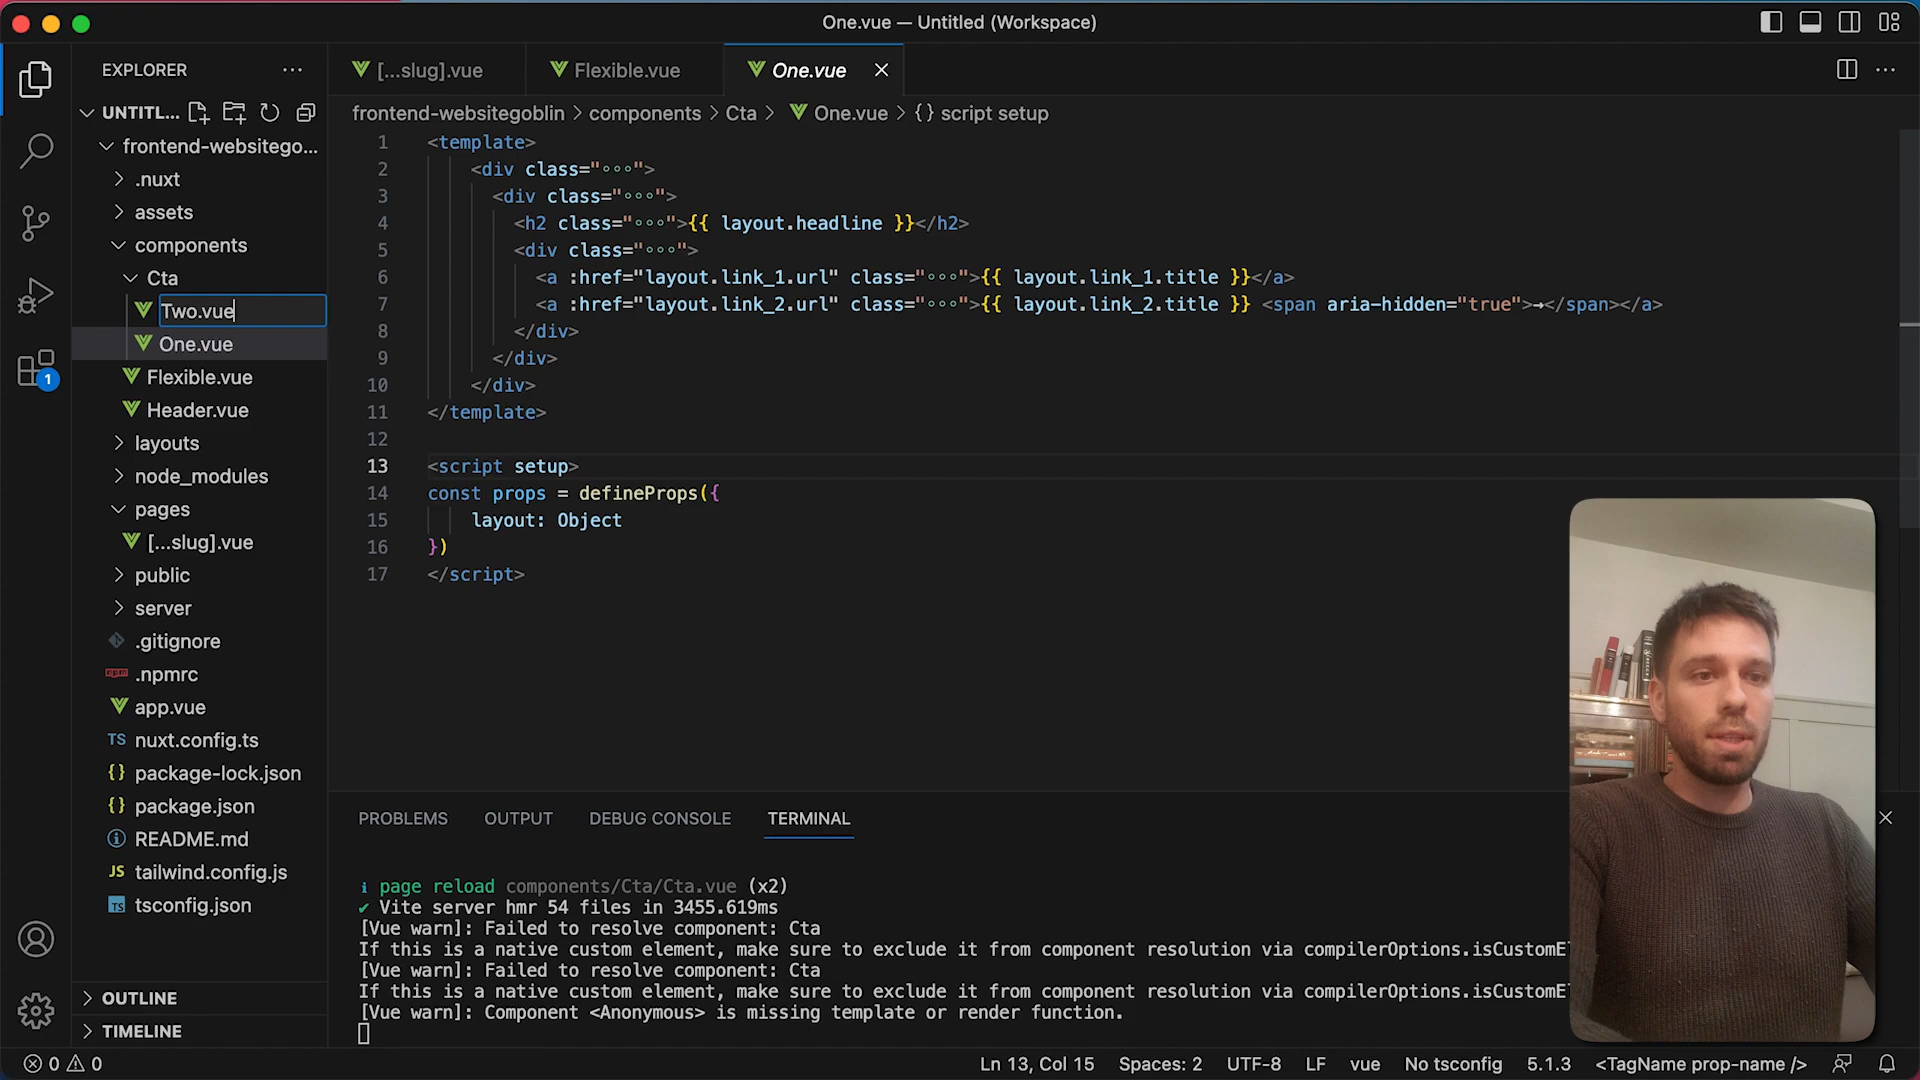 One.vue — Untitled (Workspace)
EXPLORER
[...slug].vue
Flexible.vue
One.vue
UNTITL...
frontend-websitegoblin > components > Cta > One.vue > {} script setup
frontend-websitego...
.nuxt
assets
components
Cta
Two.vue
One.vue
Flexible.vue
Header.vue
layouts
node_modules
pages
[...slug].vue
public
server
.gitignore
.npmrc
app.vue
TS nuxt.config.ts
{} package-lock.json
{} package.json
README.md
JS tailwind.config.js
TS tsconfig.json
OUTLINE
TIMELINE
1
1 <template>
2 <div class="∘∘∘">
3 <div class="∘∘∘">
4 <h2 class="∘∘∘">{{ layout.headline }}</h2>
5 <div class="∘∘∘">
6 <a :href="layout.link_1.url" class="∘∘∘">{{ layout.link_1.title }}</a>
7 <a :href="layout.link_2.url" class="∘∘∘">{{ layout.link_2.title }} <span aria-hidden="true">→</span></a>
8 </div>
9 </div>
10 </div>
11 </template>
12
13 <script setup>
14 const props = defineProps({
15 layout: Object
16 })
17 </script>
PROBLEMS OUTPUT DEBUG CONSOLE TERMINAL
i page reload components/Cta/Cta.vue (x2)
✔ Vite server hmr 54 files in 3455.619ms
[Vue warn]: Failed to resolve component: Cta
If this is a native custom element, make sure to exclude it from component resolution via compilerOptions.isCustomEl
[Vue warn]: Failed to resolve component: Cta
If this is a native custom element, make sure to exclude it from component resolution via compilerOptions.isCustomEl
[Vue warn]: Component <Anonymous> is missing template or render function.
0 0
Ln 13, Col 15 Spaces: 2 UTF-8 LF vue No tsconfig 5.1.3 <TagName prop-name />